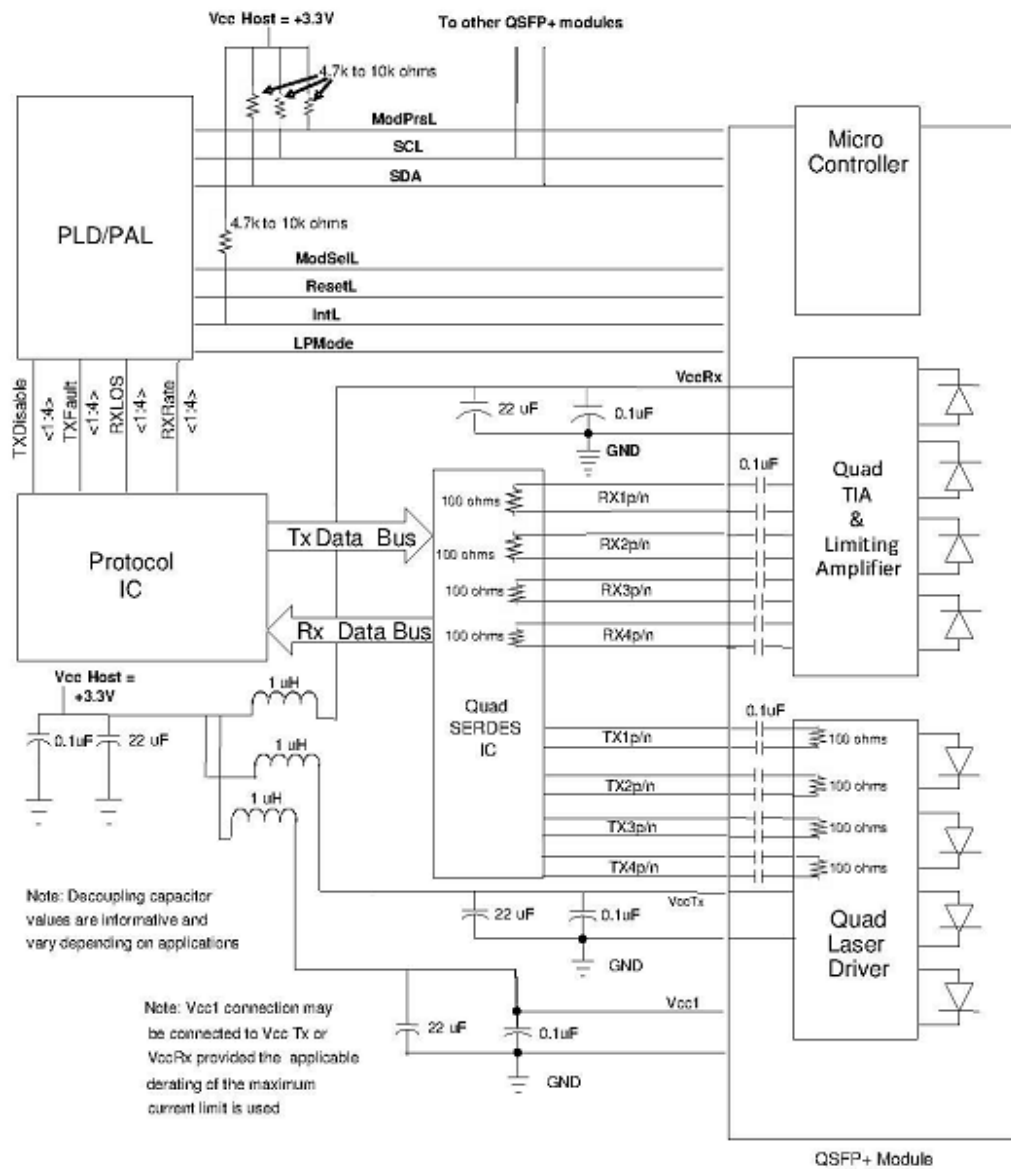 Vcc Host = +3.3V
To other QSFP+ modules
4.7k to 10k ohms
ModPrsL
SCL
SDA
Micro
Controller
PLD/PAL
4.7k to 10k ohms
ModSelL
ResetL
IntL
LPMode
TXDisable
<1:4>
TXFault
<1:4>
RXLOS
<1:4>
RXRate
<1:4>
VccRx
22 uF
0.1uF
GND
0.1uF
Quad
TIA
&
Limiting
Amplifier
100 ohms
RX1p/n
100 ohms
RX2p/n
100 ohms
RX3p/n
100 ohms
RX4p/n
Tx Data Bus
Protocol
IC
Rx Data Bus
Vcc Host =
+3.3V
1 uH
0.1uF
22 uF
1 uH
1 uH
Quad
SERDES
IC
0.1uF
TX1p/n
100 ohms
TX2p/n
100 ohms
TX3p/n
100 ohms
TX4p/n
100 ohms
Note: Decoupling capacitor
values are informative and
vary depending on applications
VccTx
22 uF
0.1uF
GND
Quad
Laser
Driver
Note: Vcc1 connection may
be connected to Vcc Tx or
VccRx provided the applicable
derating of the maximum
current limit is used
Vcc1
22 uF
0.1uF
GND
QSFP+ Module